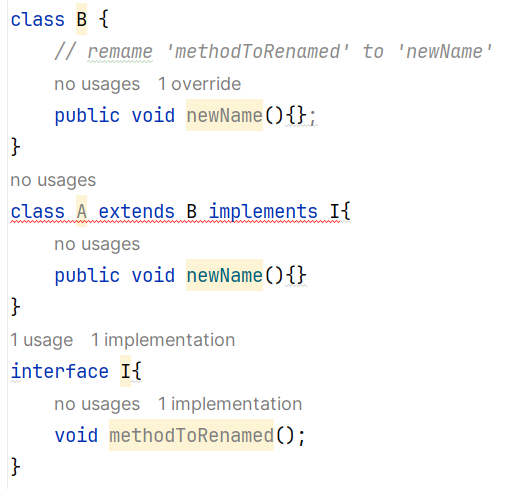 class B {
// remame 'methodToRenamed' to 'newName'
no usages 1 override
public void newName(){};
}
no usages
class A extends B implements I{
no usages
public void newName(){}
}
1 usage 1 implementation
interface I{
no usages 1 implementation
void methodToRenamed();
}